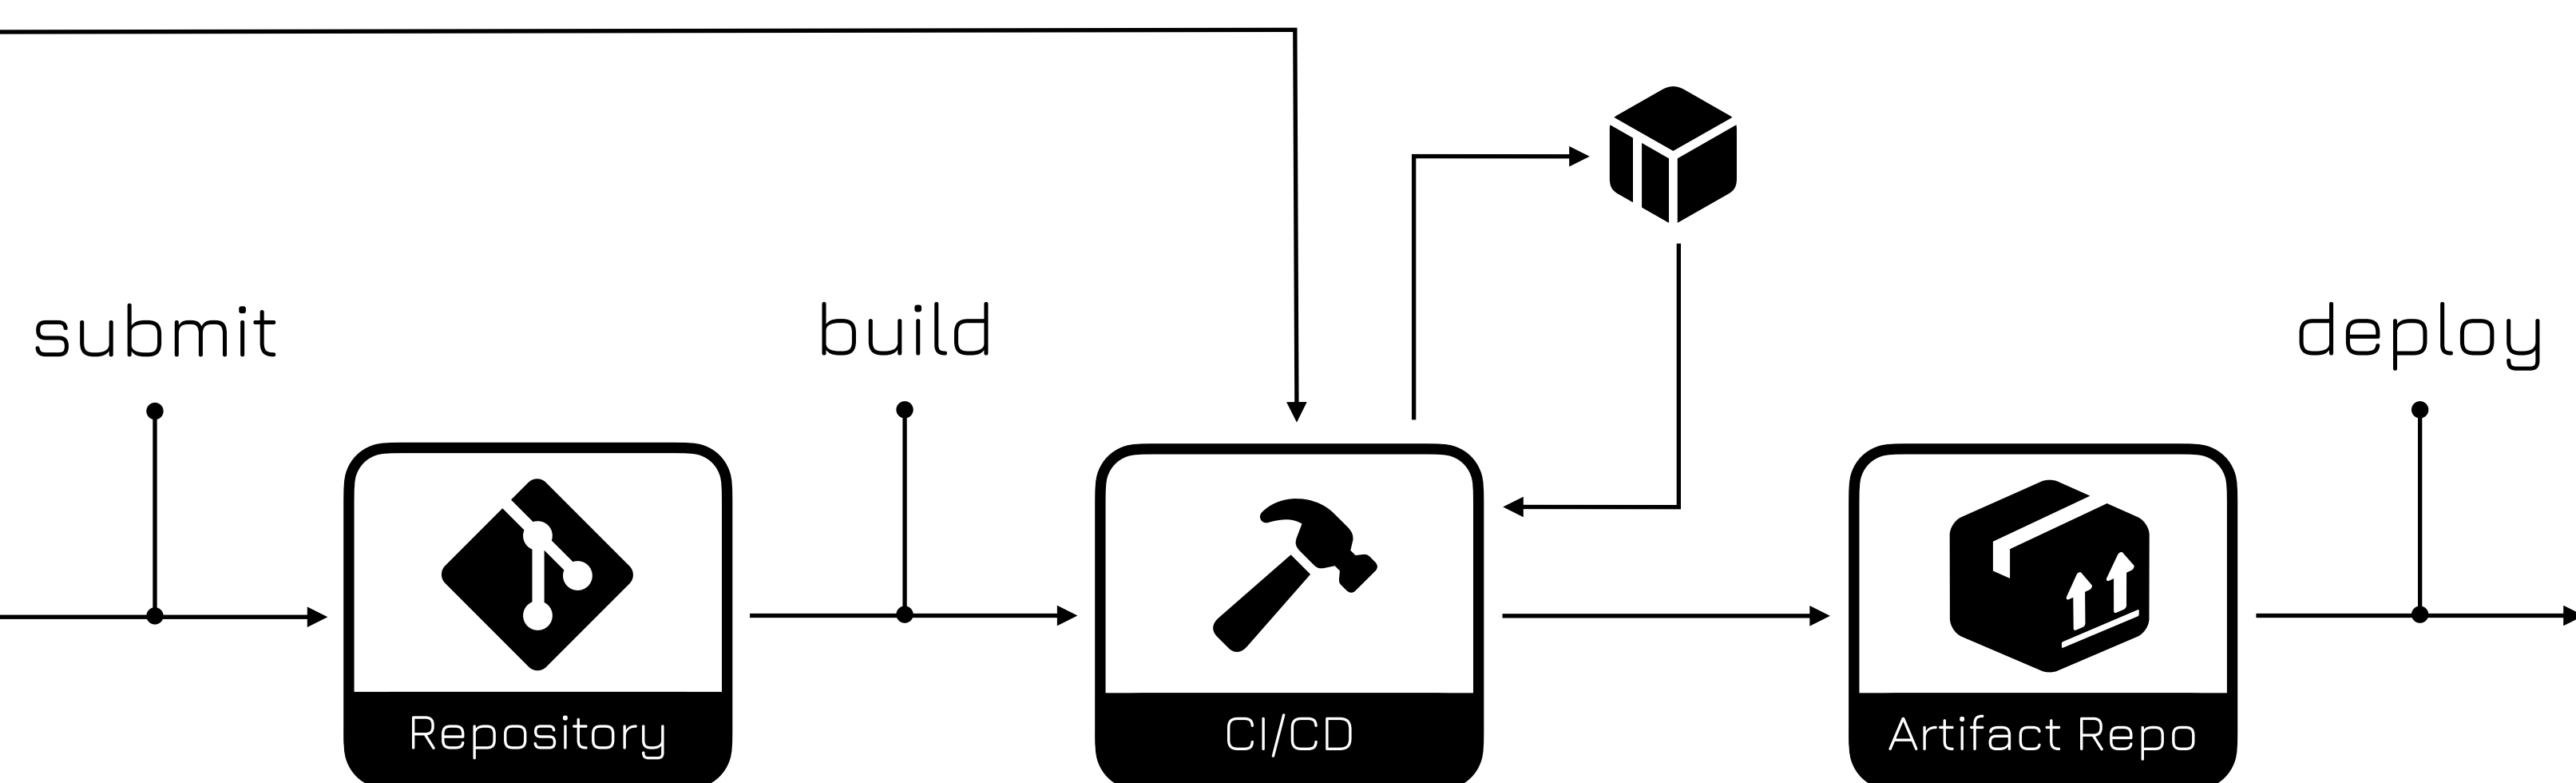 submit
build
deploy
Repository
CI/CD
Artifact Repo